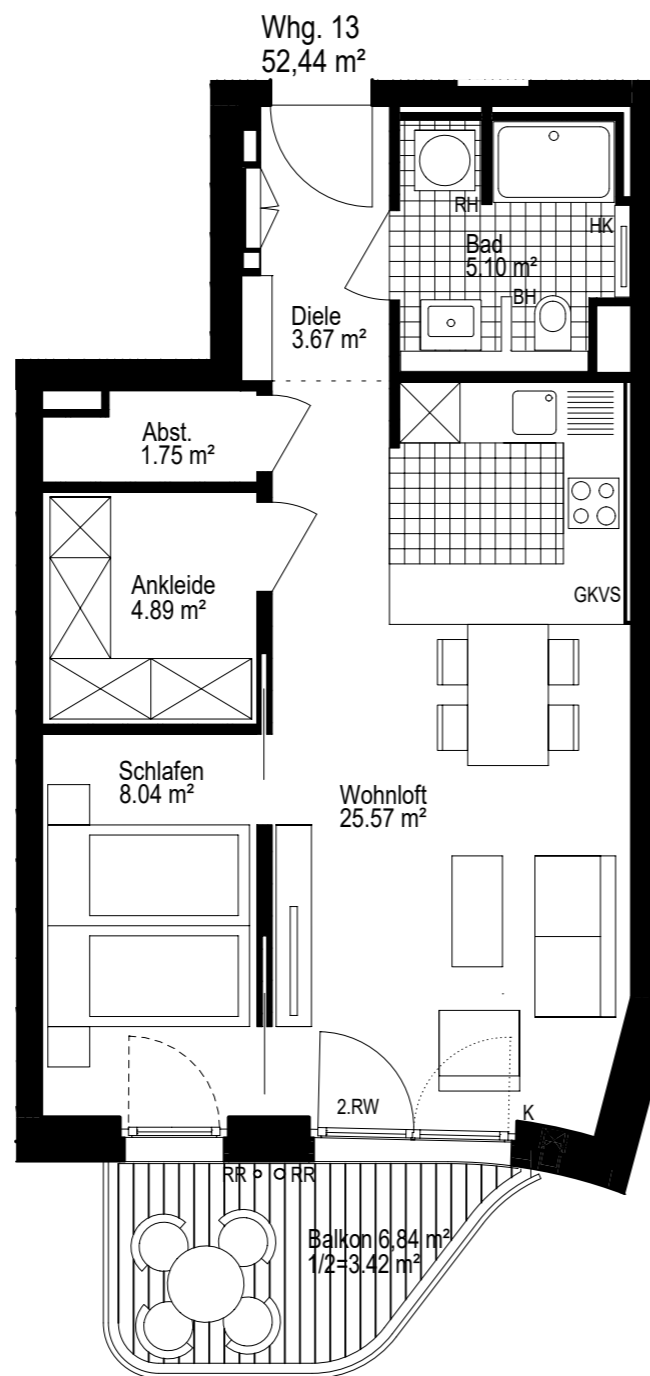 Whg. 13
52,44 m²
RH
Bad
5.10 m²
HK
BH
Diele
3.67 m²
Abst.
1.75 m²
Ankleide
4.89 m²
GKVS
Schlafen
8.04 m²
Wohnloft
25.57 m²
2.RW
K
RR
RR
Balkon 6,84 m²
1/2=3.42 m²